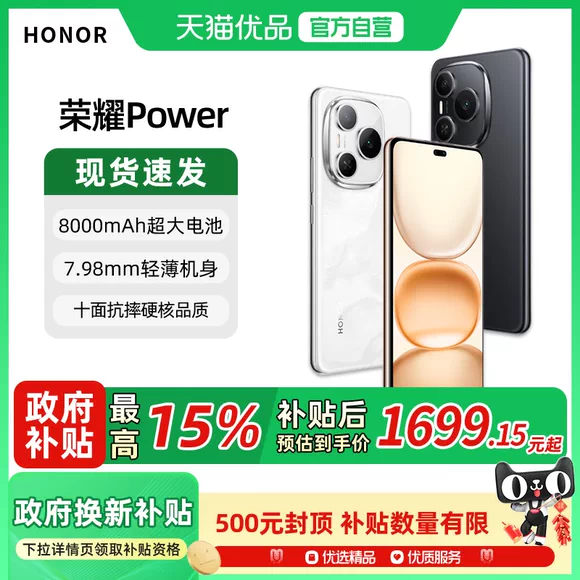 HONOR
天猫优品 官方自营
荣耀Power
现货速发
8000mAh超大电池
7.98mm轻薄机身
十面抗摔硬核品质
HONOR
政府
补贴
最高
15%
补贴后
预估到手价
1699.15元起
政府换新补贴
下拉详情页领取补贴资格
500元封顶 补贴数量有限
优选精品 优质服务